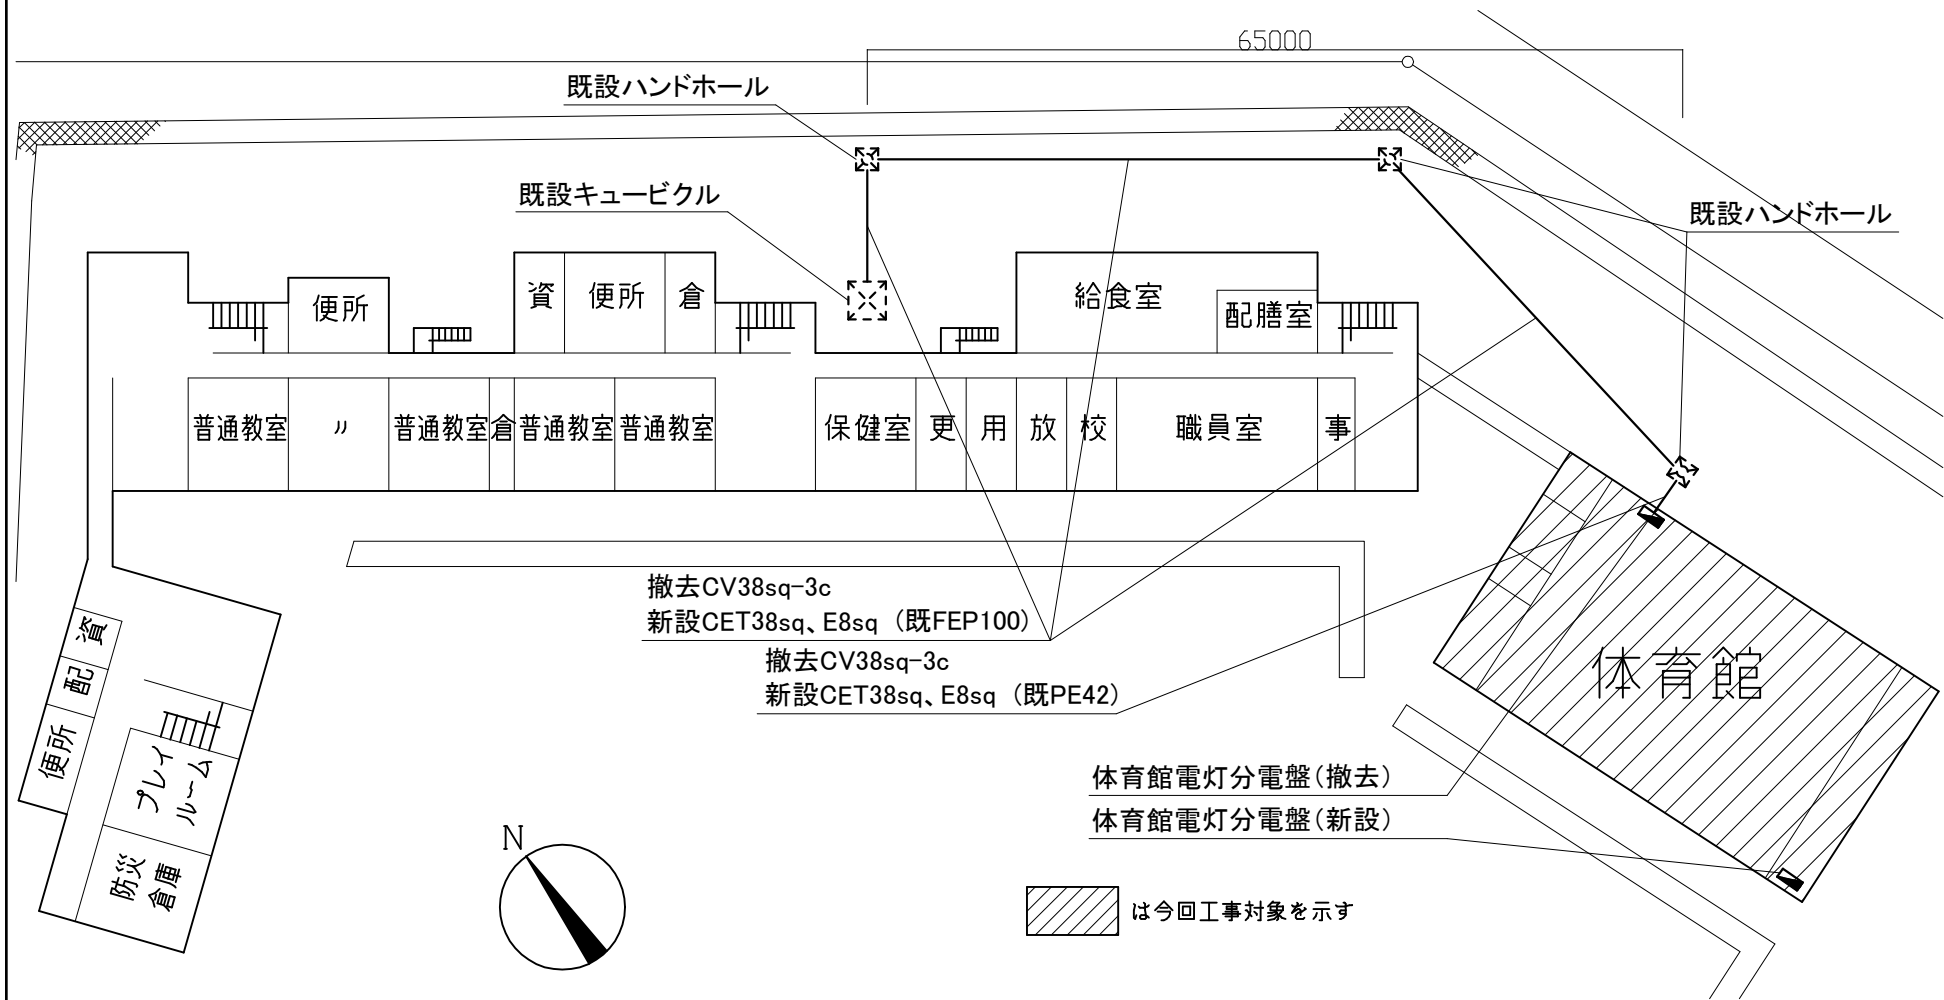 65000
既設ハンドホール
既設キュービクル
既設ハンドホール
資
便所
倉
便所
給食室
配膳室
普通教室
〃
普通教室
倉
普通教室
普通教室
保健室
更
用
放
校
職員室
事
撤去CV38sq-3c
新設CET38sq、E8sq (既FEP100)
撤去CV38sq-3c
新設CET38sq、E8sq (既PE42)
資
配
便所
プレイ
ルーム
防災
倉庫
体育館
体育館電灯分電盤(撤去)
体育館電灯分電盤(新設)
N
は今回工事対象を示す